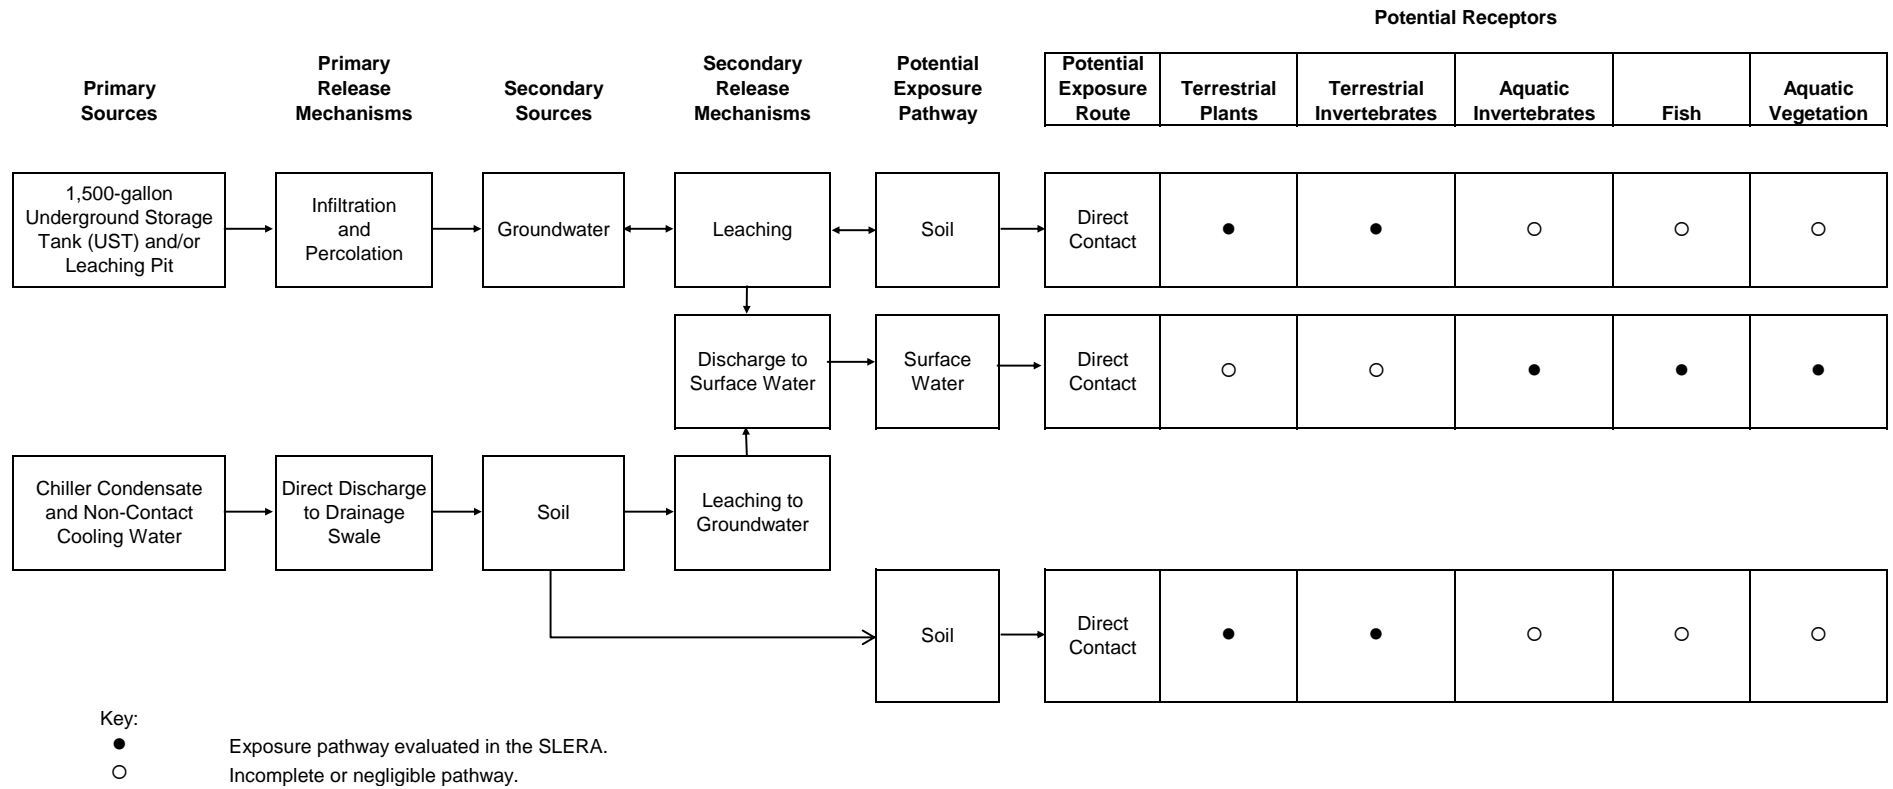 Potential Receptors
Primary
Sources
Primary
Release
Mechanisms
Secondary
Sources
Secondary
Release
Mechanisms
Potential
Exposure
Pathway
Potential
Exposure
Route
Terrestrial
Plants
Terrestrial
Invertebrates
Aquatic
Invertebrates
Fish
Aquatic
Vegetation
1,500-gallon
Underground Storage
Tank (UST) and/or
Leaching Pit
Infiltration
and
Percolation
Groundwater
Leaching
Soil
Direct
Contact
● ● ○ ○ ○
Discharge to
Surface Water
Surface
Water
Direct
Contact
○ ○ ● ● ●
Chiller Condensate
and Non-Contact
Cooling Water
Direct Discharge
to Drainage
Swale
Soil
Leaching to
Groundwater
Soil
Direct
Contact
● ● ○ ○ ○
Key:
● Exposure pathway evaluated in the SLERA.
○ Incomplete or negligible pathway.